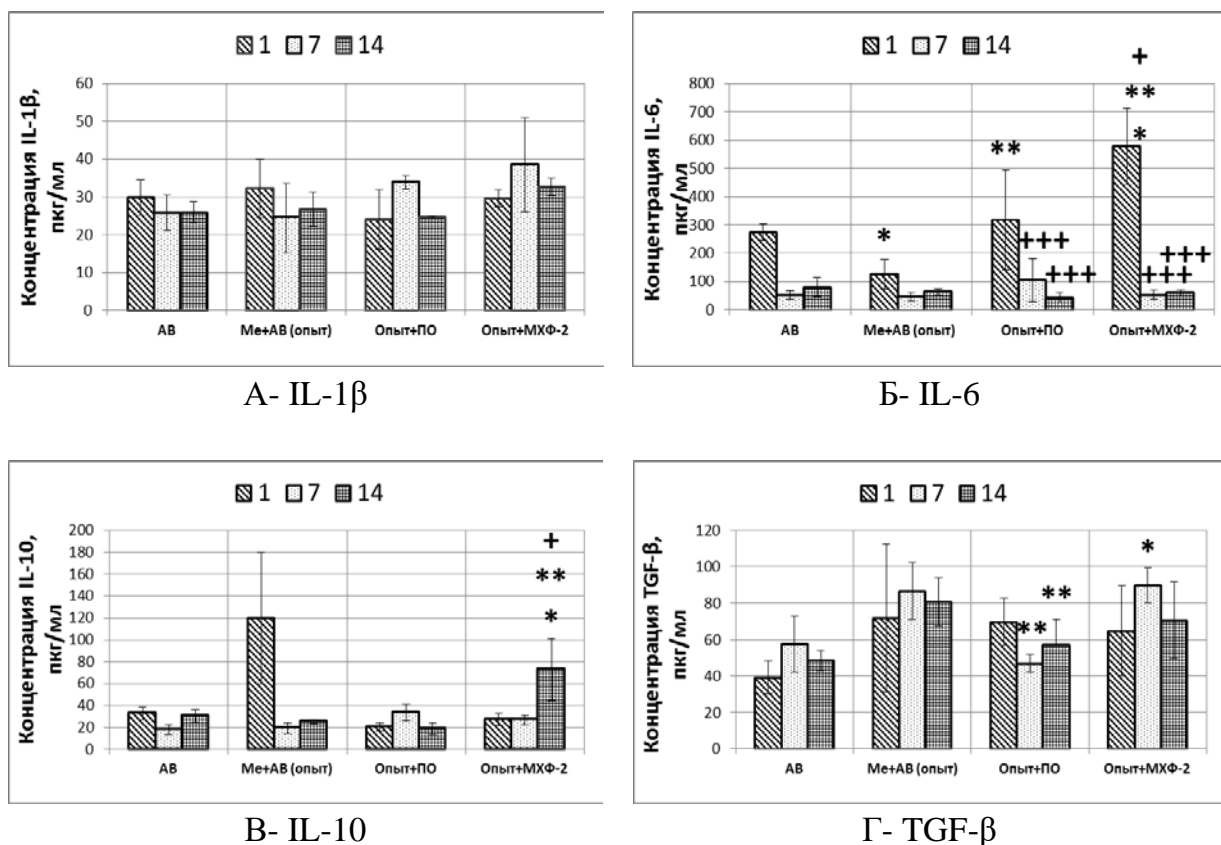 1 7 14
Концентрация IL-1β,
пкг/мл
60
50
40
30
20
10
0
АВ Ме+АВ (опыт) Опыт+ПО Опыт+МХФ-2
А- IL-1β
1 7 14
Концентрация IL-6,
пкг/мл
800
700
600
500
400
300
200
100
0
+
**
*
**
*
+++
+++
+++
+++
АВ Ме+АВ (опыт) Опыт+ПО Опыт+МХФ-2
Б- IL-6
1 7 14
Концентрация IL-10,
пкг/мл
200
180
160
140
120
100
80
60
40
20
0
+
**
*
АВ Ме+АВ (опыт) Опыт+ПО Опыт+МХФ-2
В- IL-10
1 7 14
Концентрация TGF-β,
пкг/мл
120
100
80
60
40
20
0
*
**
**
АВ Ме+АВ (опыт) Опыт+ПО Опыт+МХФ-2
Г- TGF-β